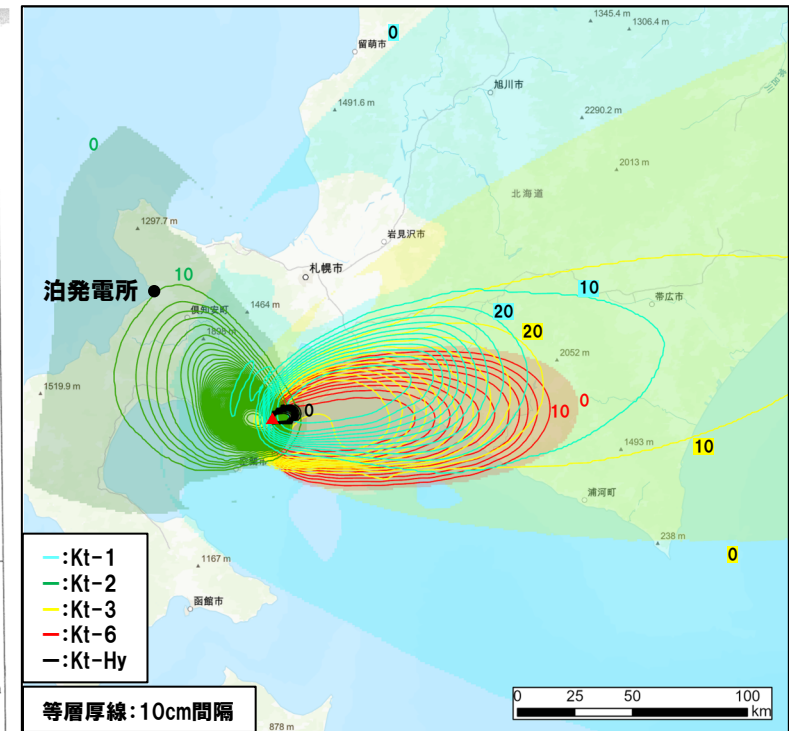 0
1345.4 m
1306.4 m
留萌市
旭川市
1491.6 m
2290.2 m
0
2013 m
北海道
1297.7 m
岩見沢市
札幌市
10
泊発電所
10
倶知安町
1464 m
帯広市
20
20
2052 m
1519.9 m
0
10
0
1493 m
10
浦河町
238 m
0
1167 m
函館市
━:Kt-1
━:Kt-2
━:Kt-3
━:Kt-6
━:Kt-Hy
等層厚線:10cm間隔
878 m
0 25 50 100
km